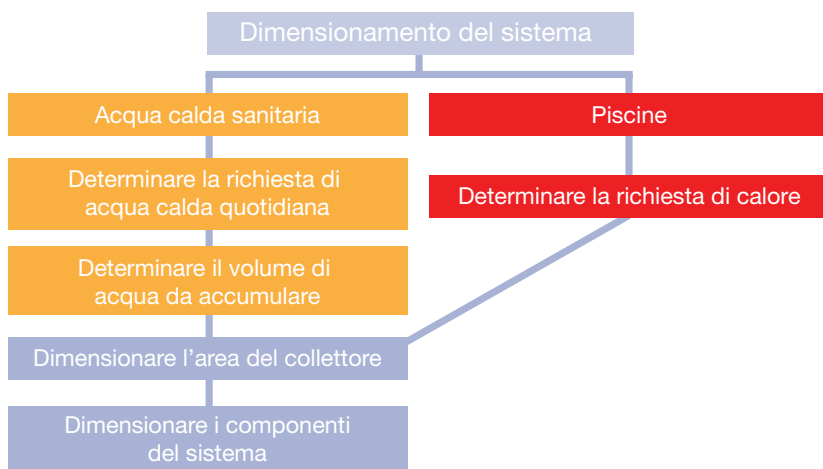 Dimensionamento del sistema
Acqua calda sanitaria
Piscine
Determinare la richiesta di
acqua calda quotidiana
Determinare la richiesta di calore
Determinare il volume di
acqua da accumulare
Dimensionare l’area del collettore
Dimensionare i componenti
del sistema